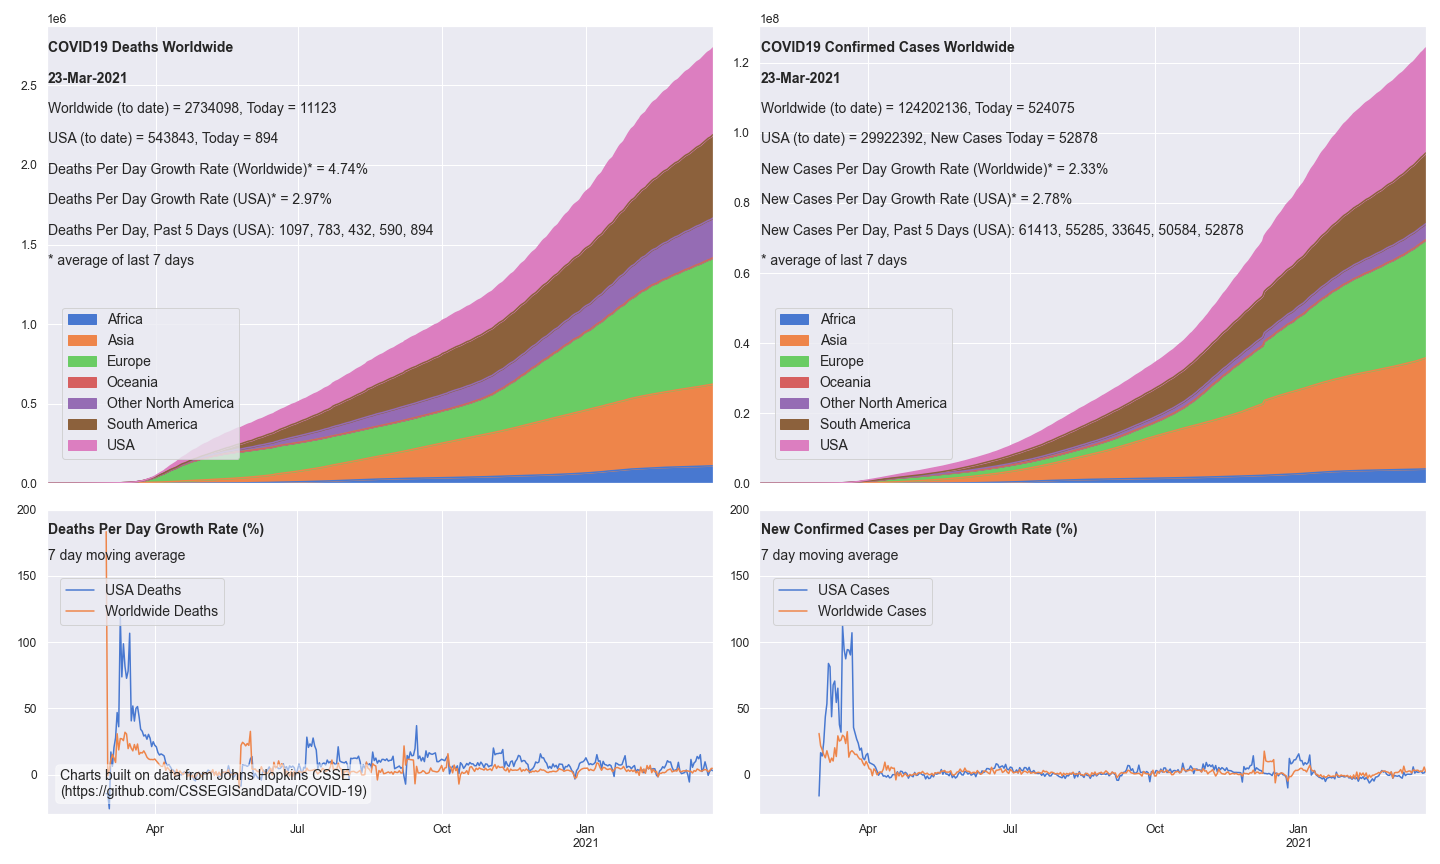 1e6
COVID19 Deaths Worldwide
23-Mar-2021
Worldwide (to date) = 2734098, Today = 11123
USA (to date) = 543843, Today = 894
Deaths Per Day Growth Rate (Worldwide)* = 4.74%
Deaths Per Day Growth Rate (USA)* = 2.97%
Deaths Per Day, Past 5 Days (USA): 1097, 783, 432, 590, 894
* average of last 7 days
2.5
2.0
1.5
1.0
0.5
0.0
Africa
Asia
Europe
Oceania
Other North America
South America
USA
1e8
COVID19 Confirmed Cases Worldwide
23-Mar-2021
Worldwide (to date) = 124202136, Today = 524075
USA (to date) = 29922392, New Cases Today = 52878
New Cases Per Day Growth Rate (Worldwide)* = 2.33%
New Cases Per Day Growth Rate (USA)* = 2.78%
New Cases Per Day, Past 5 Days (USA): 61413, 55285, 33645, 50584, 52878
* average of last 7 days
1.2
1.0
0.8
0.6
0.4
0.2
0.0
Africa
Asia
Europe
Oceania
Other North America
South America
USA
Deaths Per Day Growth Rate (%)
7 day moving average
USA Deaths
Worldwide Deaths
200
150
100
50
0
Charts built on data from Johns Hopkins CSSE
(https://github.com/CSSEGISandData/COVID-19)
Apr
Jul
Oct
Jan
2021
New Confirmed Cases per Day Growth Rate (%)
7 day moving average
USA Cases
Worldwide Cases
200
150
100
50
0
Apr
Jul
Oct
Jan
2021